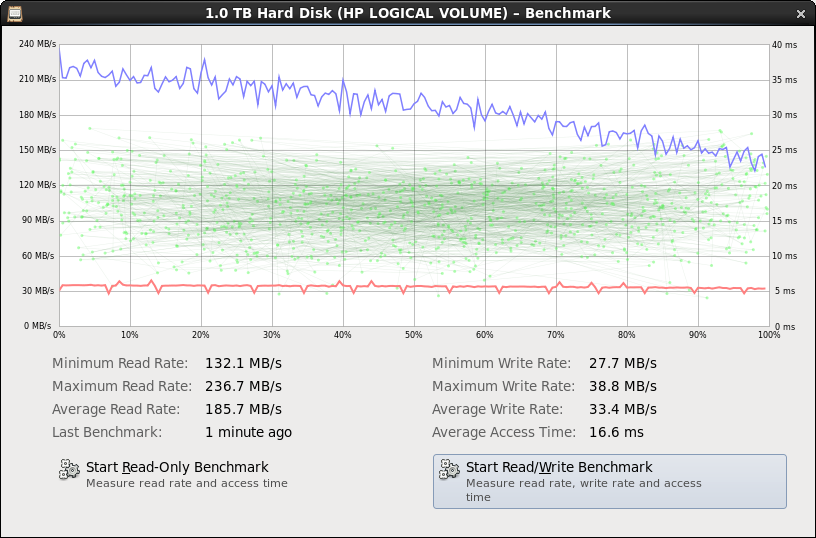 1.0 TB Hard Disk (HP LOGICAL VOLUME) – Benchmark
240 MB/s
210 MB/s
180 MB/s
150 MB/s
120 MB/s
90 MB/s
60 MB/s
30 MB/s
0 MB/s
40 ms
35 ms
30 ms
25 ms
20 ms
15 ms
10 ms
5 ms
0 ms
0% 10% 20% 30% 40% 50% 60% 70% 80% 90% 100%
Minimum Read Rate: 132.1 MB/s
Maximum Read Rate: 236.7 MB/s
Average Read Rate: 185.7 MB/s
Last Benchmark: 1 minute ago
Minimum Write Rate: 27.7 MB/s
Maximum Write Rate: 38.8 MB/s
Average Write Rate: 33.4 MB/s
Average Access Time: 16.6 ms
Start Read-Only Benchmark
Measure read rate and access time
Start Read/Write Benchmark
Measure read rate, write rate and access
time